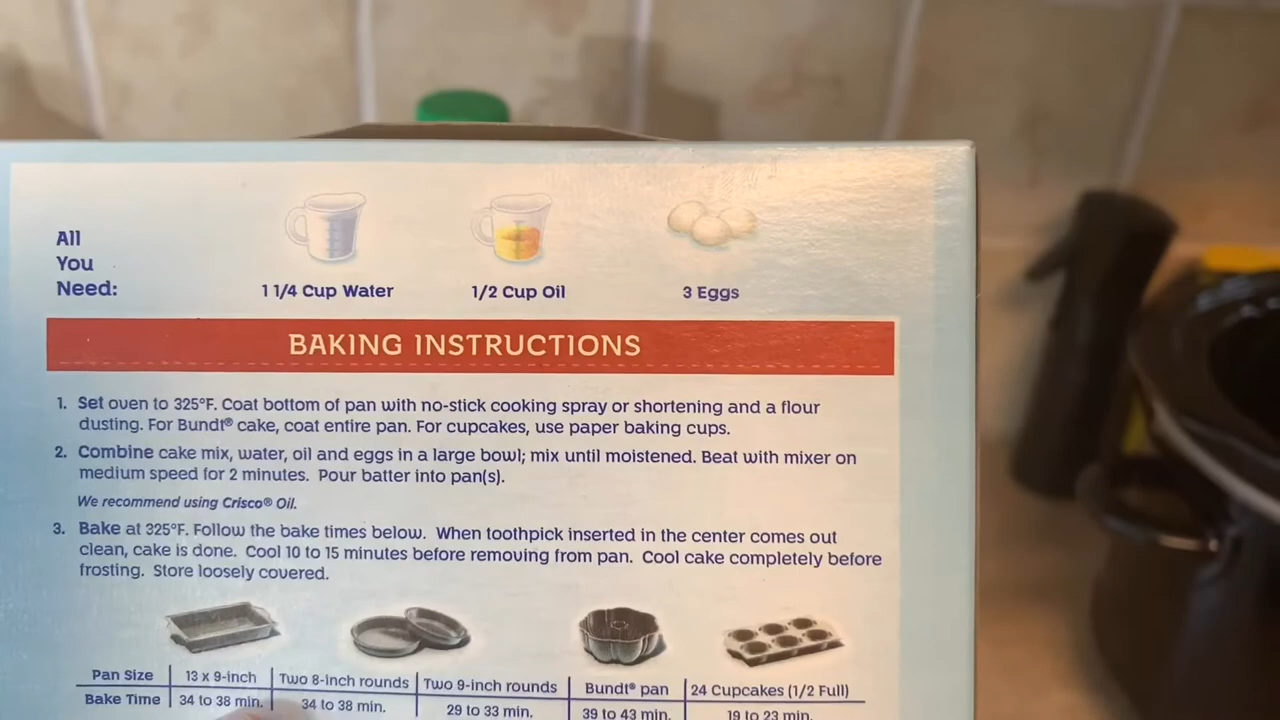 All
You
Need:
1 1/4 Cup Water
1/2 Cup Oil
3 Eggs
BAKING INSTRUCTIONS
1. Set oven to 325°F. Coat bottom of pan with no-stick cooking spray or shortening and a flour
dusting. For Bundt® cake, coat entire pan. For cupcakes, use paper baking cups.
2. Combine cake mix, water, oil and eggs in a large bowl; mix until moistened. Beat with mixer on
medium speed for 2 minutes. Pour batter into pan(s).
We recommend using Crisco® Oil.
3. Bake at 325°F. Follow the bake times below. When toothpick inserted in the center comes out
clean, cake is done. Cool 10 to 15 minutes before removing from pan. Cool cake completely before
frosting. Store loosely covered.
Pan Size 13 x 9-inch Two 8-inch rounds Two 9-inch rounds Bundt® pan 24 Cupcakes (1/2 Full)
Bake Time 34 to 38 min. 34 to 38 min. 29 to 33 min. 39 to 43 min. 19 to 23 min.